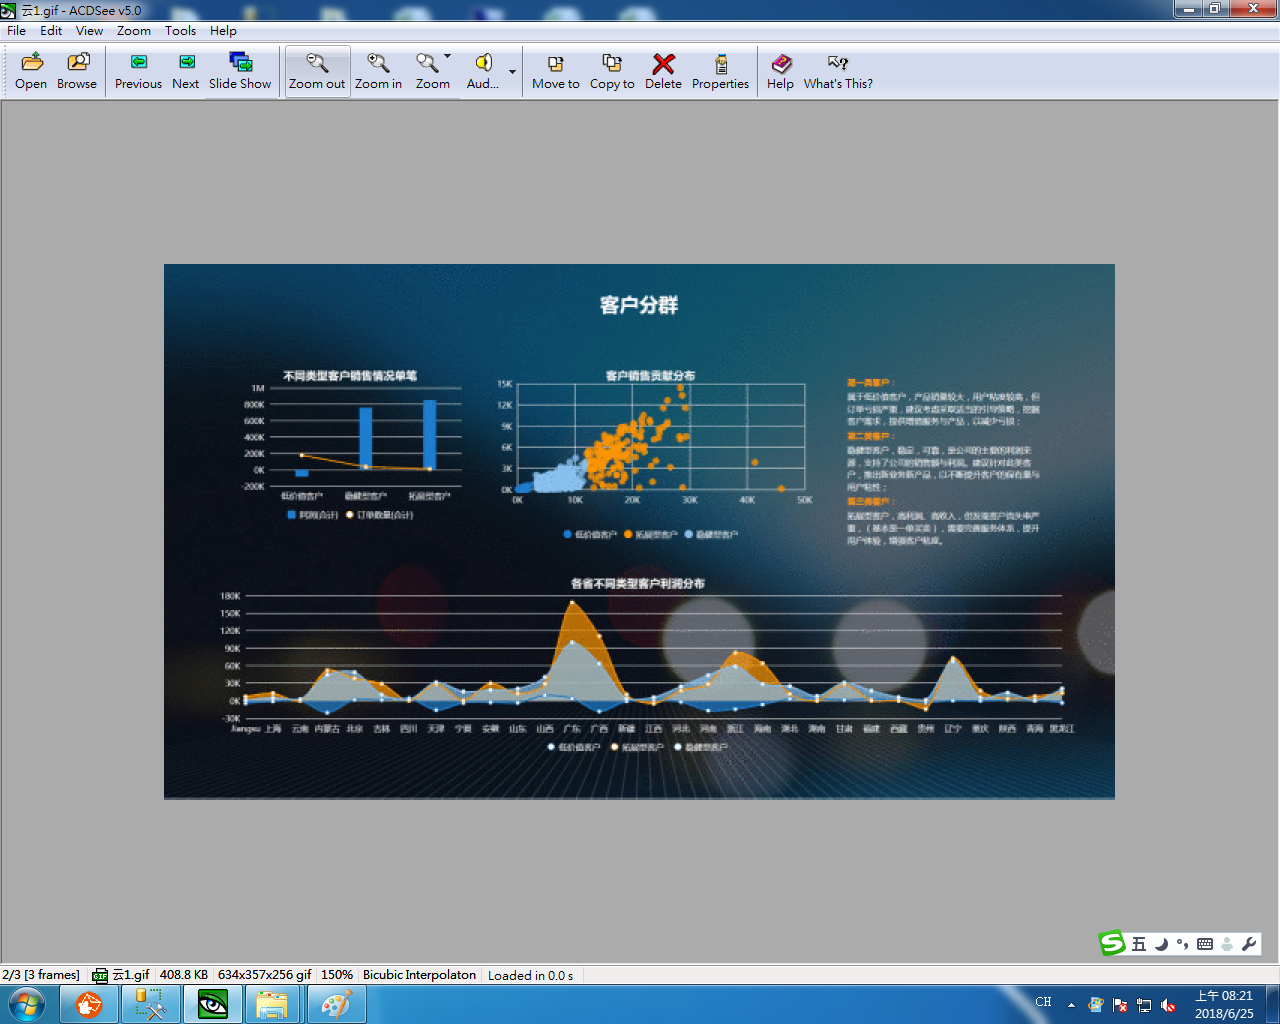 云1.gif - ACDSee v5.0
File Edit View Zoom Tools Help
Open Browse Previous Next Slide Show Zoom out Zoom in Zoom Aud... Move to Copy to Delete Properties Help What's This?
客户分群
不同类型客户销售情况单笔
1M
800K
600K
400K
200K
0K
-200K
低价值客户 稳健型客户 拓展型客户
利润(合计) 订单数量(合计)
客户销售贡献分布
15K
12K
9K
6K
3K
0K
0K 10K 20K 30K 40K 50K
低价值客户 拓展型客户 稳健型客户
第一类客户：
属于低价值客户，产品销量较大，用户粘度较高，但
订单亏损严重，建议考虑采取适当的引导策略，挖掘
客户需求，提供增值服务与产品，以减少亏损；
第二类客户：
稳健型客户，稳定，可靠，是公司的主要的利润来
源，支持了公司的销售额与利润。建议针对此类客
户，推出新业务新产品，以不断提升客户的保有量与
用户粘性；
第三类客户：
拓展型客户，高利润、高收入，但发现客户流失率严
重，（基本是一单买卖），需要完善服务体系，提升
用户体验，增强客户粘度。
各省不同类型客户利润分布
180K
150K
120K
90K
60K
30K
0K
-30K
Jiangsu 上海 云南 内蒙古 北京 吉林 四川 天津 宁夏 安徽 山东 山西 广东 广西 新疆 江西 河北 河南 浙江 海南 湖北 湖南 甘肃 福建 西藏 贵州 辽宁 重庆 陕西 青海 黑龙江
低价值客户 拓展型客户 稳健型客户
五
2/3 [3 frames] 云1.gif 408.8 KB 634x357x256 gif 150% Bicubic Interpolaton Loaded in 0.0 s
CH
上午 08:21
2018/6/25